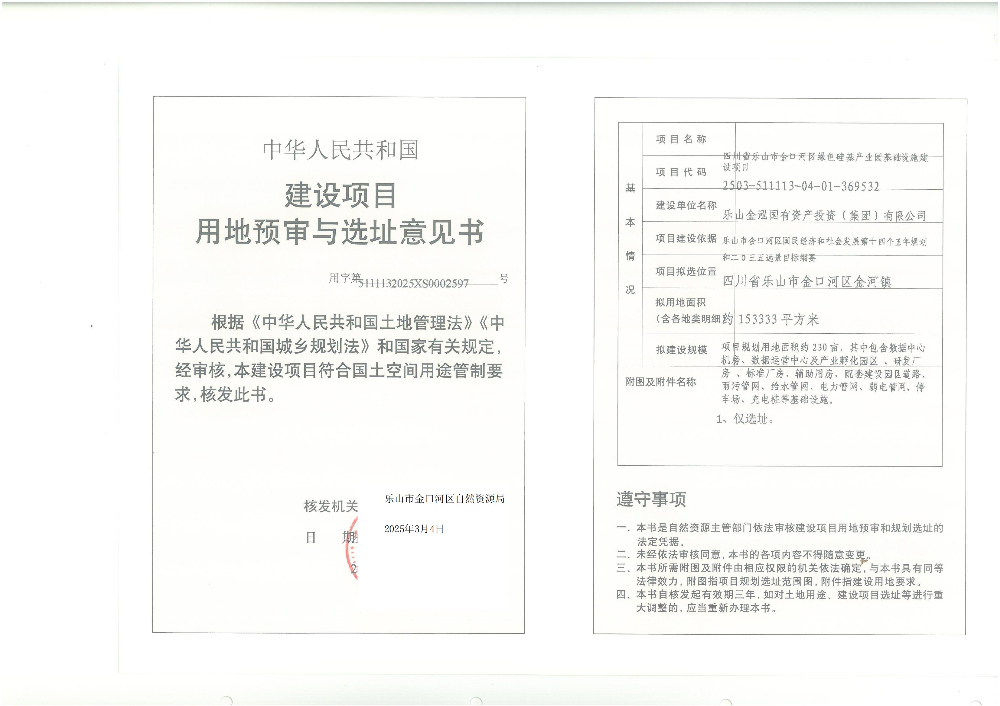 中华人民共和国
建设项目
用地预审与选址意见书
用字第5111132025XS0002597号
根据《中华人民共和国土地管理法》《中
华人民共和国城乡规划法》和国家有关规定,
经审核,本建设项目符合国土空间用途管制要
求,核发此书。
核发机关 乐山市金口河区自然资源局
日 期 2025年3月4日
2
基本情况
项目名称
四川省乐山市金口河区绿色硅基产业园基础设施建
设项目
项目代码
2503-511113-04-01-369532
建设单位名称
乐山金泓国有资产投资(集团)有限公司
项目建设依据
乐山市金口河区国民经济和社会发展第十四个五年规划
和二0三五远景目标纲要
项目拟选位置
四川省乐山市金口河区金河镇
拟用地面积
(含各地类明细)
约 153333 平方米
拟建设规模
项目规划用地面积约 230 亩,其中包含数据中心
机房、数据运营中心及产业孵化园区 、研发厂
房 、标准厂房、辅助用房,配套建设园区道路、
雨污管网、给水管网、电力管网、弱电管网、停
车场、充电桩等基础设施。
附图及附件名称
1、仅选址。
遵守事项
一、本书是自然资源主管部门依法审核建设项目用地预审和规划选址的
法定凭据。
二、未经依法审核同意,本书的各项内容不得随意变更。
三、本书所需附图及附件由相应权限的机关依法确定,与本书具有同等
法律效力,附图指项目规划选址范围图,附件指建设用地要求。
四、本书自核发起有效期三年,如对土地用途、建设项目选址等进行重
大调整的,应当重新办理本书。